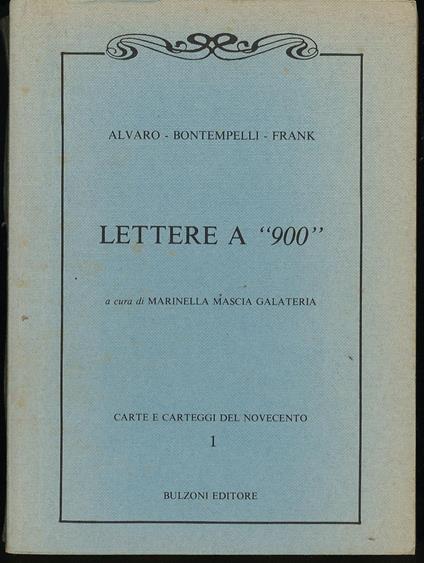 ALVARO - BONTEMPELLI - FRANK
LETTERE A “900”
a cura di MARINELLA MASCIA GALATERIA
CARTE E CARTEGGI DEL NOVECENTO
1
BULZONI EDITORE